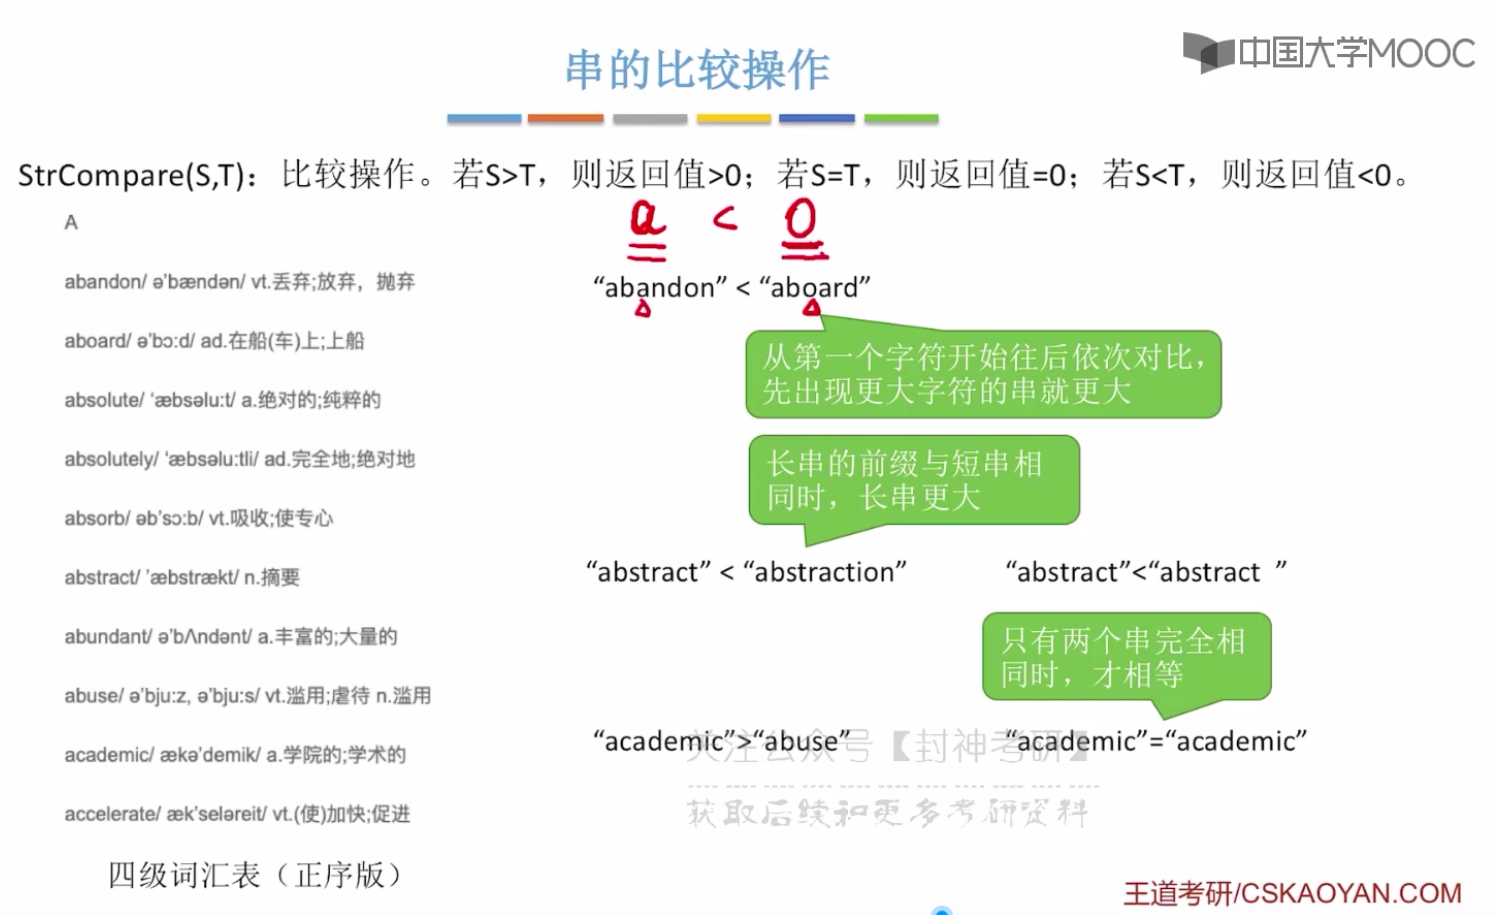 中国大学MOOC
串的比较操作
StrCompare(S,T)：比较操作。若S>T，则返回值>0；若S=T，则返回值=0；若S<T，则返回值<0。
A
a < o
abandon/ ə'bændən/ vt.丢弃;放弃，抛弃
“abandon” < “aboard”
aboard/ ə'bɔ:d/ ad.在船(车)上;上船
从第一个字符开始往后依次对比，
先出现更大字符的串就更大
absolute/ ‘æbsəlu:t/ a.绝对的;纯粹的
absolutely/ ‘æbsəlu:tli/ ad.完全地;绝对地
长串的前缀与短串相
同时，长串更大
absorb/ əb’sɔ:b/ vt.吸收;使专心
abstract/ ’æbstrækt/ n.摘要
“abstract” < “abstraction”
“abstract”<“abstract  ”
abundant/ ə’bΛndənt/ a.丰富的;大量的
只有两个串完全相
同时，才相等
abuse/ ə’bju:z, ə’bju:s/ vt.滥用;虐待 n.滥用
academic/ ækə’demik/ a.学院的;学术的
“academic”>“abuse”
“academic”=“academic”
关注公众号【封神考研】
获取后续和更多考研资料
accelerate/ æk’seləreit/ vt.(使)加快;促进
四级词汇表（正序版）
王道考研/CSKAOYAN.COM